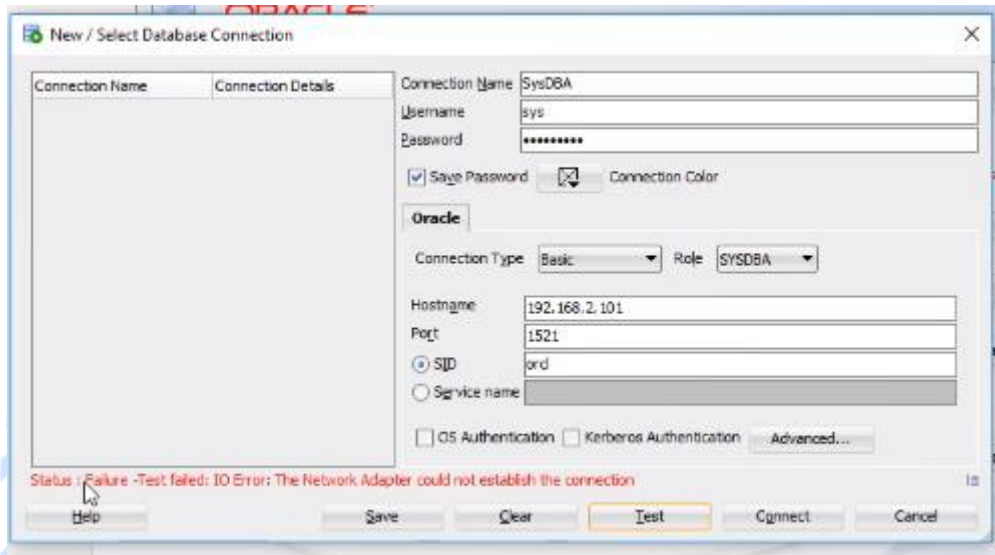 ORACLE
New / Select Database Connection
Connection Name Connection Details
Connection Name SysDBA
Username sys
Password •••••••••
Save Password Connection Color
Oracle
Connection Type Basic Role SYSDBA
Hostname 192.168.2.101
Port 1521
SID ord
Service name
OS Authentication Kerberos Authentication Advanced...
Status : Failure -Test failed: IO Error: The Network Adapter could not establish the connection
Help Save Clear Test Connect Cancel